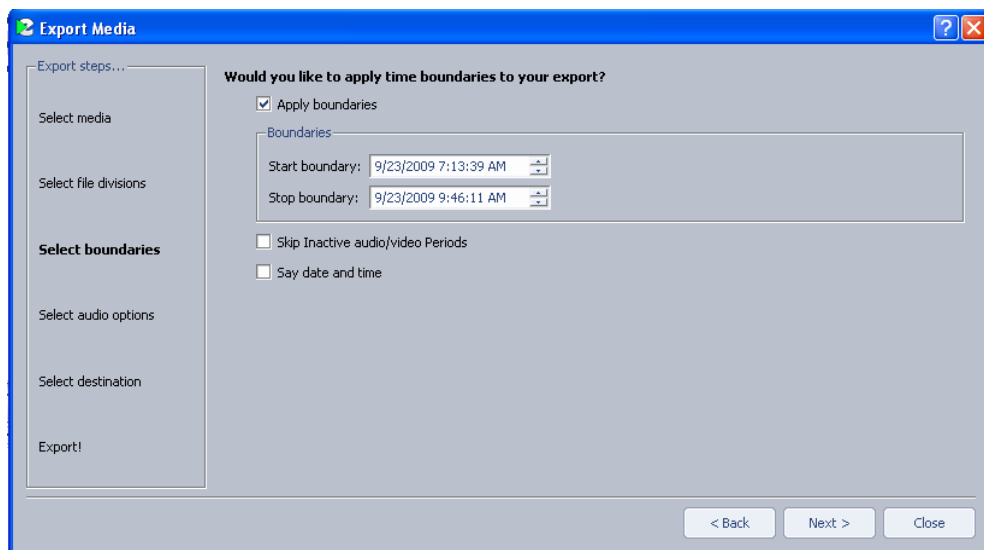 Export Media
Export steps...
Select media
Select file divisions
Select boundaries
Select audio options
Select destination
Export!
Would you like to apply time boundaries to your export?
Apply boundaries
Boundaries
Start boundary: 9/23/2009 7:13:39 AM
Stop boundary: 9/23/2009 9:46:11 AM
Skip Inactive audio/video Periods
Say date and time
< Back Next > Close